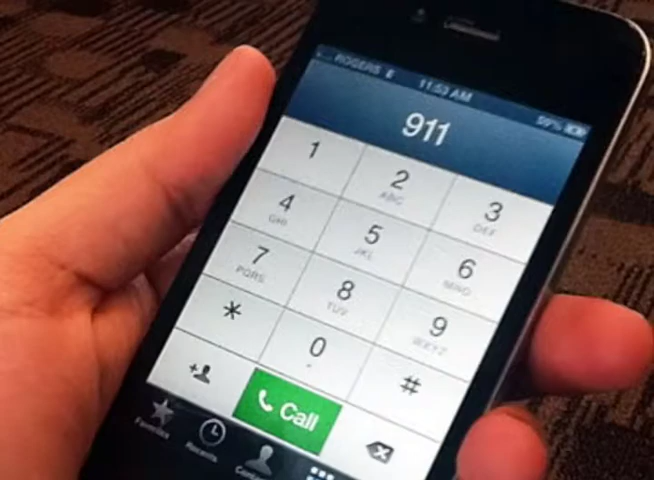 ROGERS E 11:53 AM 59%
911
1 2 3
ABC DEF
4 5 6
GHI JKL MNO
7 8 9
PQRS TUV WXYZ
* 0 #
+
Call
Favorites Recents